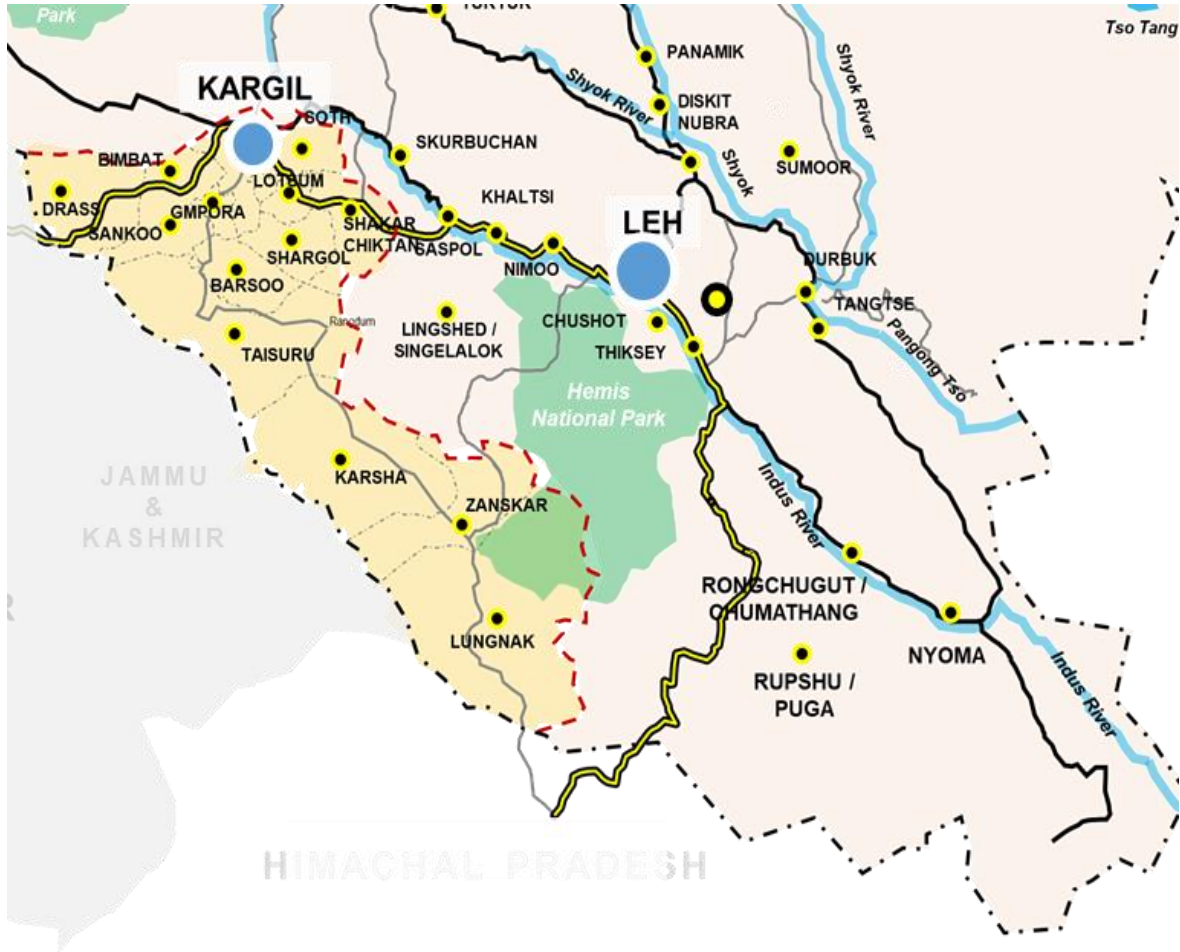 TURTUK
Park
Tso Tang
PANAMIK
Shyok River
Shyok River
KARGIL
DISKIT
NUBRA
SOTH
SKURBUCHAN
Shyok
SUMOOR
BIMBAT
LOTSUM
KHALTSI
DRASS
GMPORA
SANKOO
SHAKAR
CHIKTAN
SASPOL
LEH
SHARGOL
NIMOO
DURBUK
BARSOO
TANGTSE
Rangdum
LINGSHED /
SINGELALOK
CHUSHOT
THIKSEY
TAISURU
Pangong Tso
Hemis
National Park
JAMMU
&
KASHMIR
KARSHA
ZANSKAR
Indus River
RONGCHUGUT /
CHUMATHANG
R
LUNGNAK
NYOMA
RUPSHU /
PUGA
Indus River
HIMACHAL PRADESH